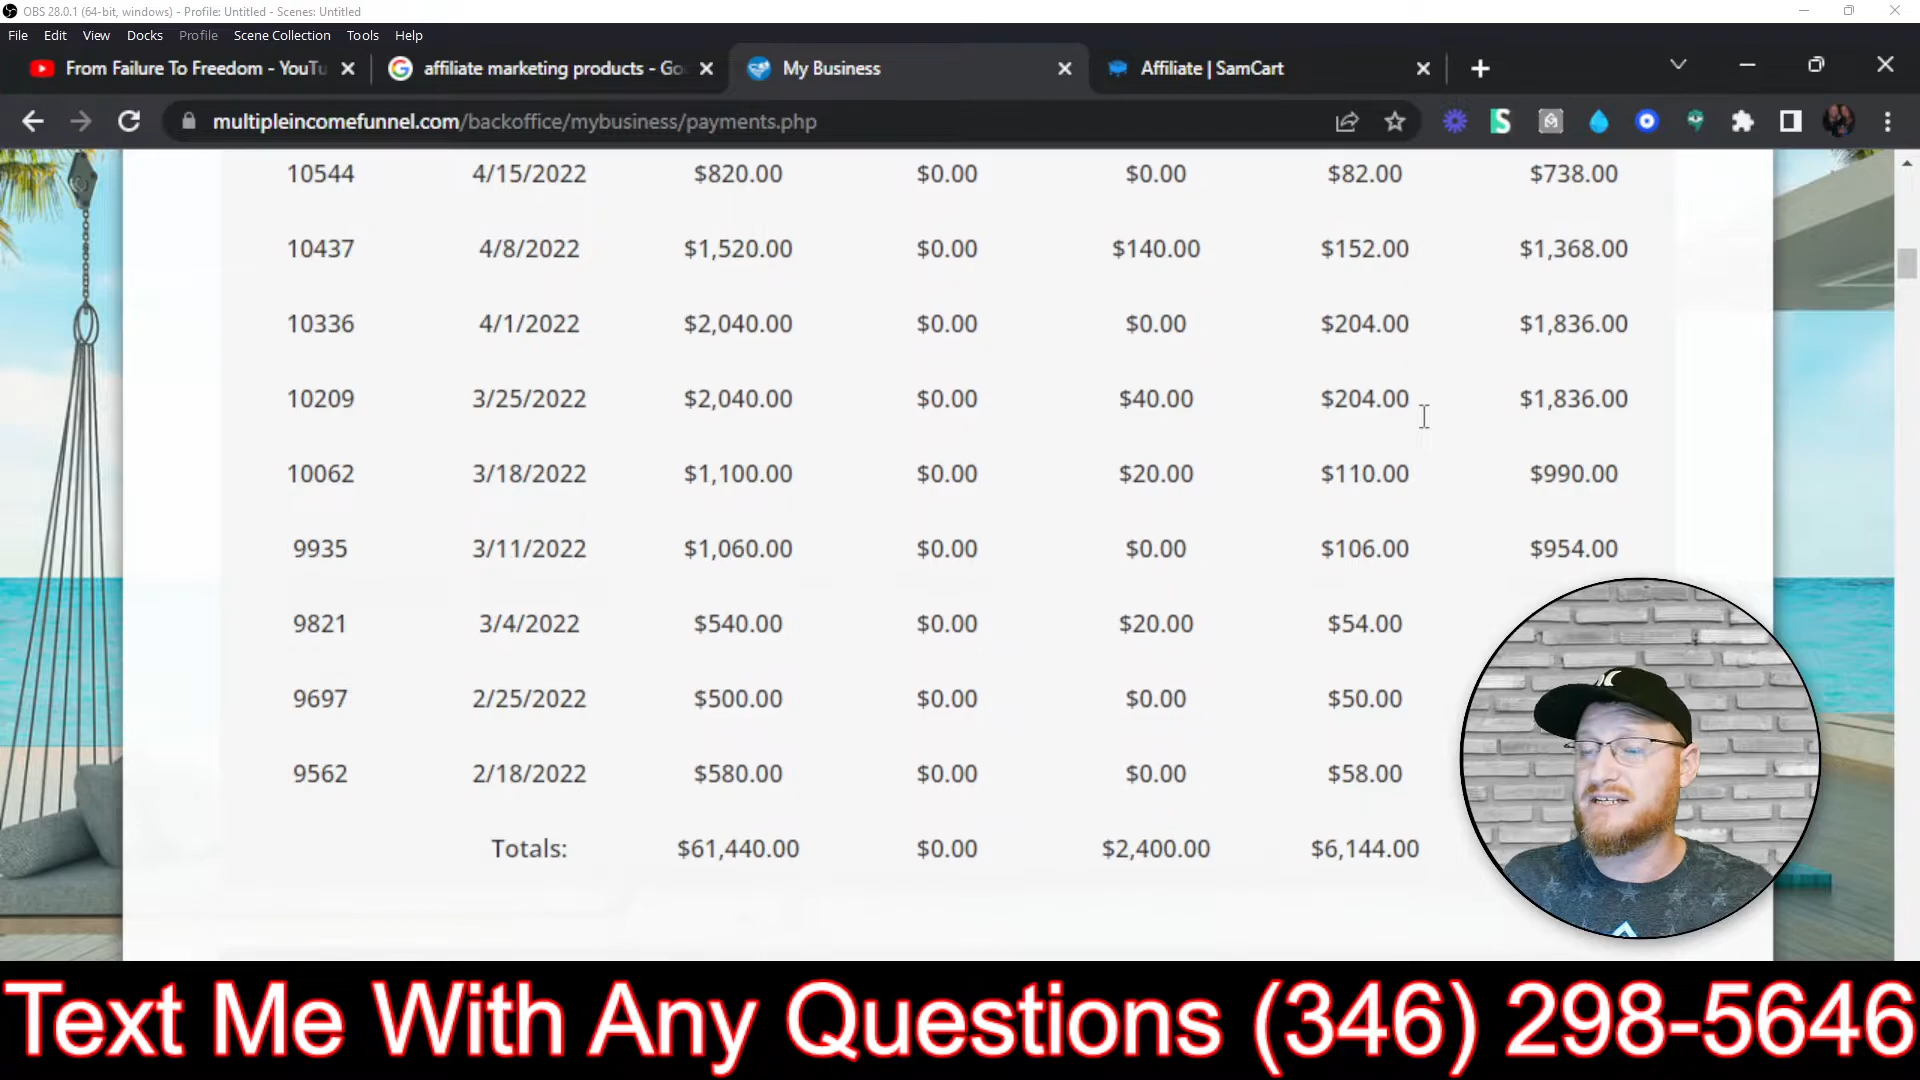 OBS 28.0.1 (64-bit, windows) - Profile: Untitled - Scenes: Untitled
File Edit View Docks Profile Scene Collection Tools Help
From Failure To Freedom - YouTu affiliate marketing products - Go My Business Affiliate | SamCart
multipleincomefunnel.com/backoffice/mybusiness/payments.php
10544 4/15/2022 $820.00 $0.00 $0.00 $82.00 $738.00
10437 4/8/2022 $1,520.00 $0.00 $140.00 $152.00 $1,368.00
10336 4/1/2022 $2,040.00 $0.00 $0.00 $204.00 $1,836.00
10209 3/25/2022 $2,040.00 $0.00 $40.00 $204.00 $1,836.00
10062 3/18/2022 $1,100.00 $0.00 $20.00 $110.00 $990.00
9935 3/11/2022 $1,060.00 $0.00 $0.00 $106.00 $954.00
9821 3/4/2022 $540.00 $0.00 $20.00 $54.00
9697 2/25/2022 $500.00 $0.00 $0.00 $50.00
9562 2/18/2022 $580.00 $0.00 $0.00 $58.00
Totals: $61,440.00 $0.00 $2,400.00 $6,144.00
Text Me With Any Questions (346) 298-5646